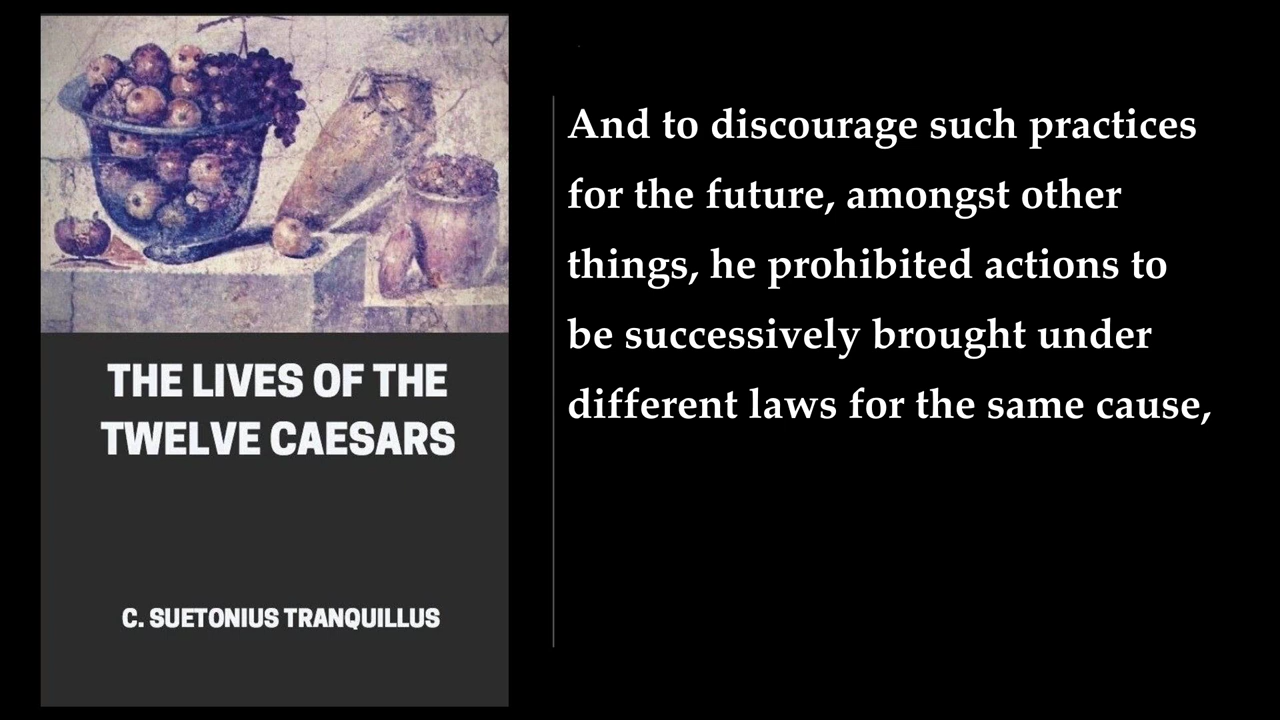 THE LIVES OF THE
TWELVE CAESARS
C. SUETONIUS TRANQUILLUS
And to discourage such practices
for the future, amongst other
things, he prohibited actions to
be successively brought under
different laws for the same cause,